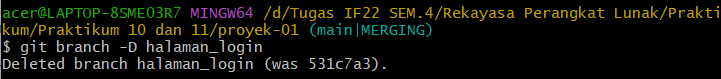 acer@LAPTOP-8SME03R7 MINGW64 /d/Tugas IF22 SEM.4/Rekayasa Perangkat Lunak/Prakti
kum/Praktikum 10 dan 11/proyek-01 (main|MERGING)
$ git branch -D halaman_login
Deleted branch halaman_login (was 531c7a3).